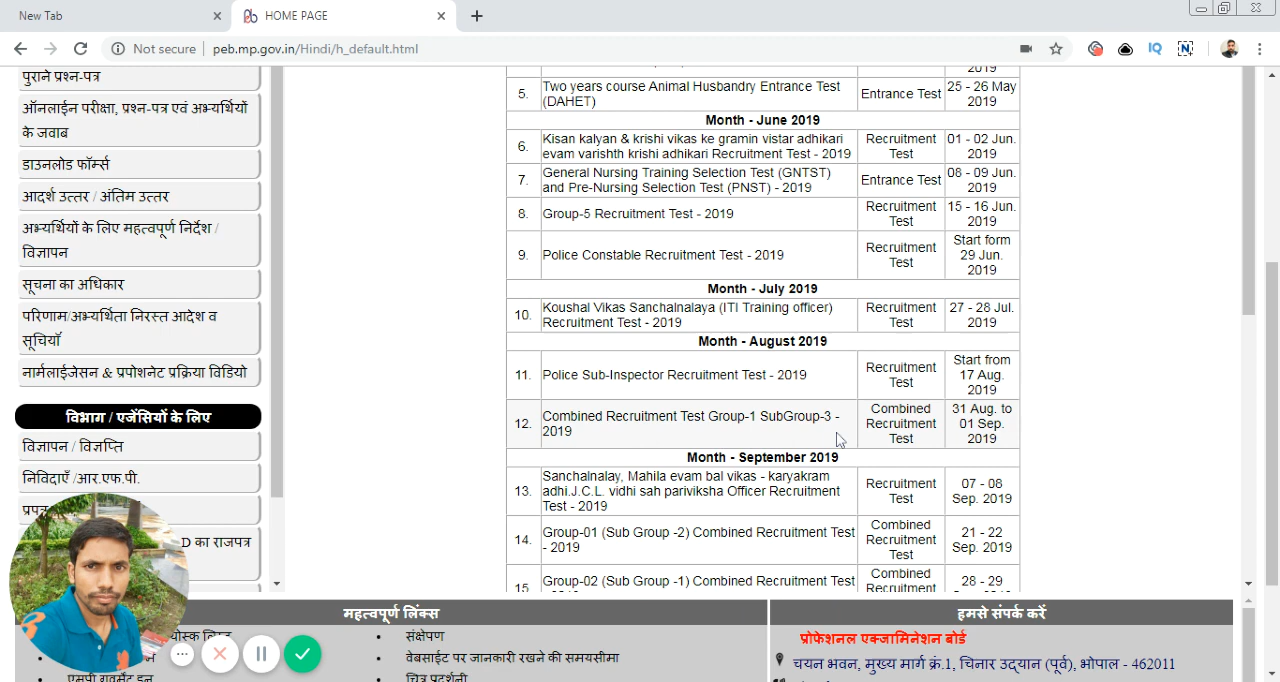 New Tab
HOME PAGE
Not secure
peb.mp.gov.in/Hindi/h_default.html
IQ
N
पुराने प्रश्न-पत्र
ऑनलाईन परीक्षा, प्रश्न-पत्र एवं अभ्यर्थियों
के जवाब
डाउनलोड फॉर्म्स
आदर्श उत्तर / अंतिम उत्तर
अभ्यर्थियों के लिए महत्वपूर्ण निर्देश /
विज्ञापन
सूचना का अधिकार
परिणाम/अभ्यर्थिता निरस्त आदेश व
सूचियाँ
नार्मलाईजेसन & प्रपोशनेट प्रक्रिया विडियो
विभाग / एजेंसियों के लिए
विज्ञापन / विज्ञप्ति
निविदाएँ /आर.एफ.पी.
D का राजपत्र
2019
5.
Two years course Animal Husbandry Entrance Test
(DAHET)
Entrance Test
25 - 26 May
2019
Month - June 2019
6.
Kisan kalyan & krishi vikas ke gramin vistar adhikari
evam varishth krishi adhikari Recruitment Test - 2019
Recruitment
Test
01 - 02 Jun.
2019
7.
General Nursing Training Selection Test (GNTST)
and Pre-Nursing Selection Test (PNST) - 2019
Entrance Test
08 - 09 Jun.
2019
8.
Group-5 Recruitment Test - 2019
Recruitment
Test
15 - 16 Jun.
2019
9.
Police Constable Recruitment Test - 2019
Recruitment
Test
Start form
29 Jun.
2019
Month - July 2019
10.
Koushal Vikas Sanchalnalaya (ITI Training officer)
Recruitment Test - 2019
Recruitment
Test
27 - 28 Jul.
2019
Month - August 2019
11.
Police Sub-Inspector Recruitment Test - 2019
Recruitment
Test
Start from
17 Aug.
2019
12.
Combined Recruitment Test Group-1 SubGroup-3 -
2019
Combined
Recruitment
Test
31 Aug. to
01 Sep.
2019
Month - September 2019
13.
Sanchalnalay, Mahila evam bal vikas - karyakram
adhi.J.C.L. vidhi sah pariviksha Officer Recruitment
Test - 2019
Recruitment
Test
07 - 08
Sep. 2019
14.
Group-01 (Sub Group -2) Combined Recruitment Test
- 2019
Combined
Recruitment
Test
21 - 22
Sep. 2019
15
Group-02 (Sub Group -1) Combined Recruitment Test
Combined
Recruitment
28 - 29
महत्वपूर्ण लिंक्स
संक्षेपण
वेबसाईट पर जानकारी रखने की समयसीमा
चित्र प्रदर्शनी
हमसे संपर्क करें
प्रोफेशनल एक्जामिनेशन बोर्ड
चयन भवन, मुख्य मार्ग क्रं.1, चिनार उद्यान (पूर्व), भोपाल - 462011